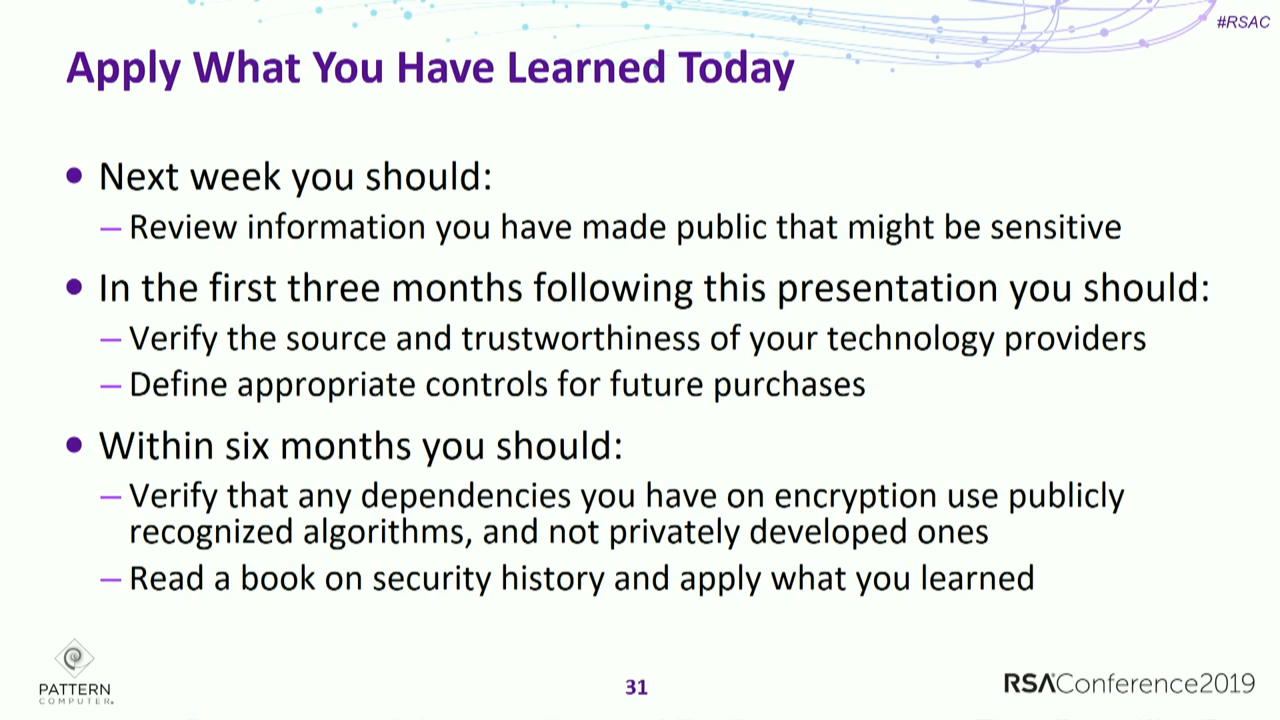 #RSAC
Apply What You Have Learned Today
• Next week you should:
– Review information you have made public that might be sensitive
• In the first three months following this presentation you should:
– Verify the source and trustworthiness of your technology providers
– Define appropriate controls for future purchases
• Within six months you should:
– Verify that any dependencies you have on encryption use publicly
recognized algorithms, and not privately developed ones
– Read a book on security history and apply what you learned
PATTERN
COMPUTER®
31
RSAConference2019